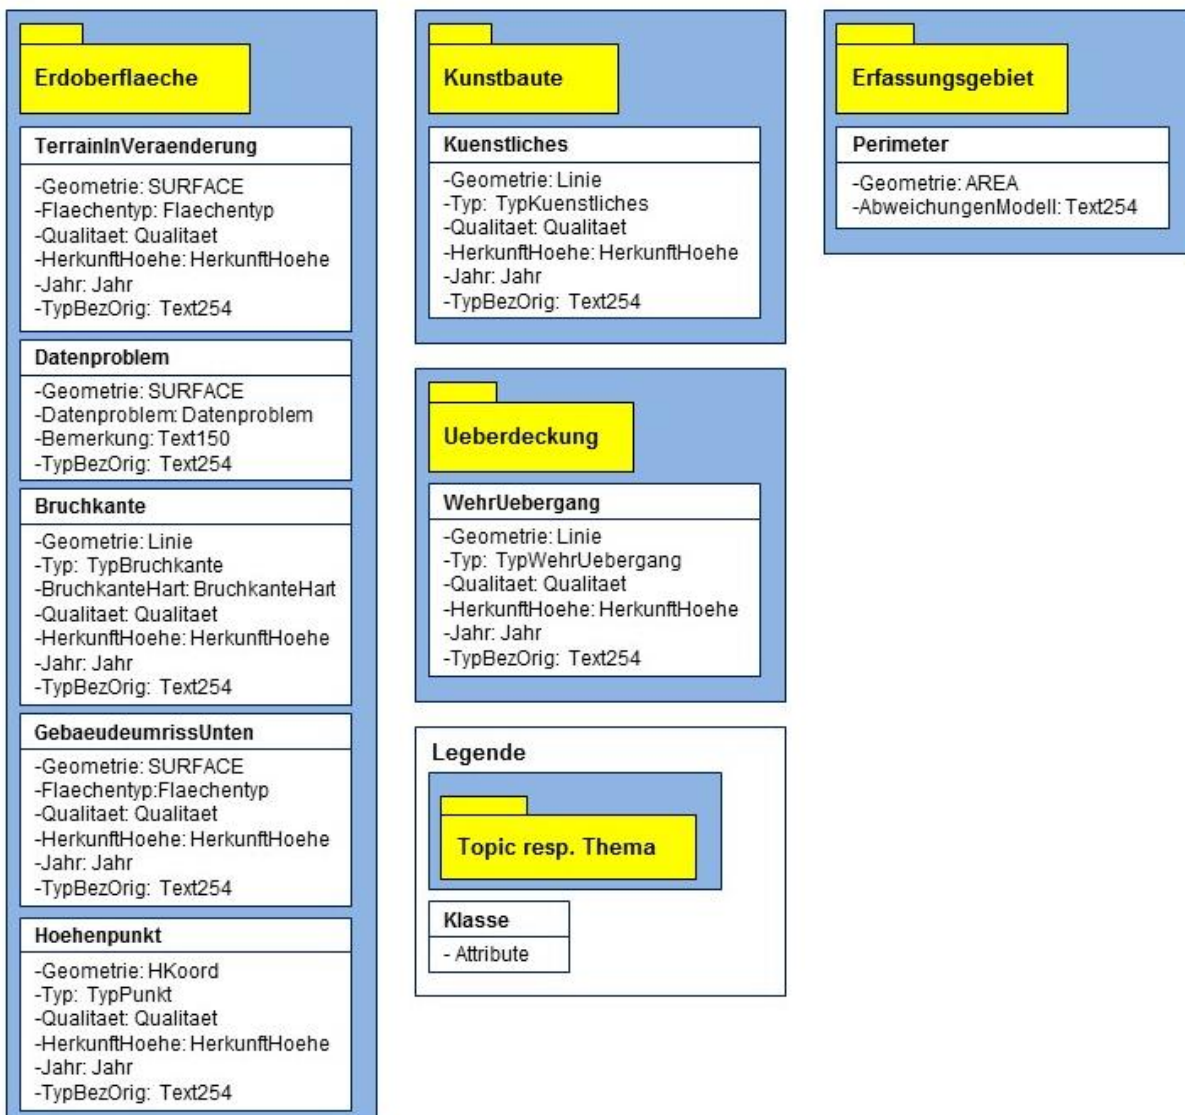 Erdoberflaeche
TerrainInVeraenderung
-Geometrie: SURFACE
-Flaechentyp: Flaechentyp
-Qualitaet: Qualitaet
-HerkunftHoehe: HerkunftHoehe
-Jahr: Jahr
-TypBezOrig: Text254
Datenproblem
-Geometrie: SURFACE
-Datenproblem: Datenproblem
-Bemerkung: Text150
-TypBezOrig: Text254
Bruchkante
-Geometrie: Linie
-Typ: TypBruchkante
-BruchkanteHart: BruchkanteHart
-Qualitaet: Qualitaet
-HerkunftHoehe: HerkunftHoehe
-Jahr: Jahr
-TypBezOrig: Text254
GebaeudeumrissUnten
-Geometrie: SURFACE
-Flaechentyp:Flaechentyp
-Qualitaet: Qualitaet
-HerkunftHoehe: HerkunftHoehe
-Jahr: Jahr
-TypBezOrig: Text254
Hoehenpunkt
-Geometrie: HKoord
-Typ: TypPunkt
-Qualitaet: Qualitaet
-HerkunftHoehe: HerkunftHoehe
-Jahr: Jahr
-TypBezOrig: Text254
Kunstbaute
Kuenstliches
-Geometrie: Linie
-Typ: TypKuenstliches
-Qualitaet: Qualitaet
-HerkunftHoehe: HerkunftHoehe
-Jahr: Jahr
-TypBezOrig: Text254
Ueberdeckung
WehrUebergang
-Geometrie: Linie
-Typ: TypWehrUebergang
-Qualitaet: Qualitaet
-HerkunftHoehe: HerkunftHoehe
-Jahr: Jahr
-TypBezOrig: Text254
Legende
Topic resp. Thema
Klasse
- Attribute
Erfassungsgebiet
Perimeter
-Geometrie: AREA
-AbweichungenModell: Text254